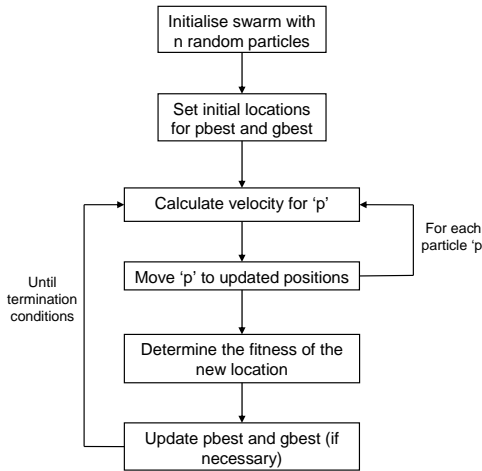 Initialise swarm with
n random particles
Set initial locations
for pbest and gbest
Calculate velocity for ‘p’
For each
particle ‘p
Move ‘p’ to updated positions
Until
termination
conditions
Determine the fitness of the
new location
Update pbest and gbest (if
necessary)